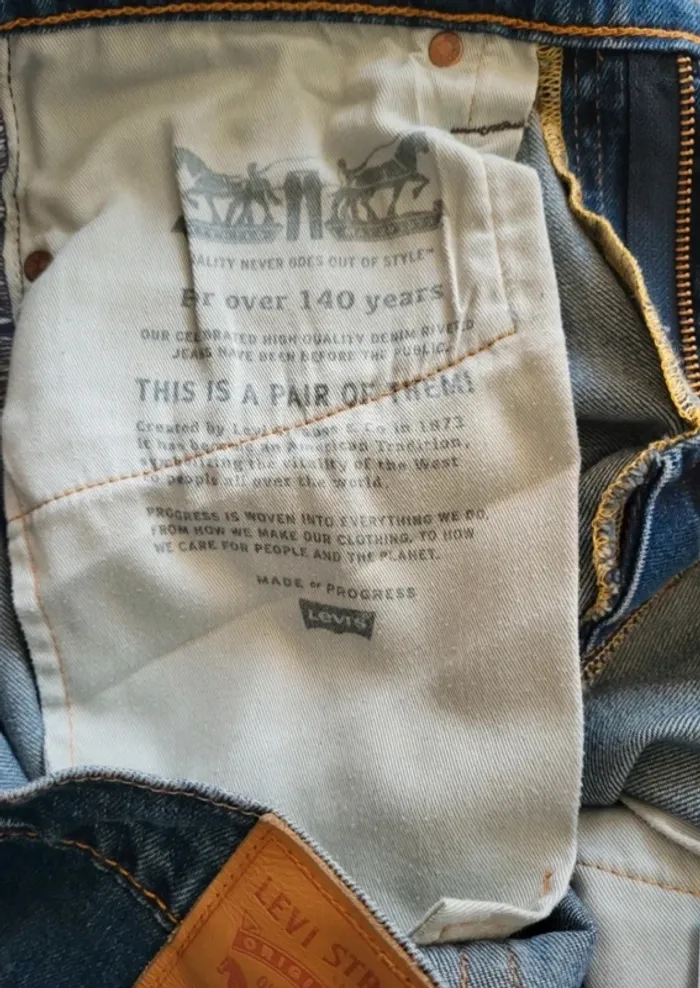 QUALITY NEVER GOES OUT OF STYLE™
For over 140 years
OUR CELEBRATED HIGH QUALITY DENIM RIVETED
JEANS HAVE BEEN BEFORE THE PUBLIC.
THIS IS A PAIR OF THEM!
Created by Levi Strauss & Co in 1873
It has become an American Tradition,
symbolizing the vitality of the West
to people all over the world.
PROGRESS IS WOVEN INTO EVERYTHING WE DO,
FROM HOW WE MAKE OUR CLOTHING, TO HOW
WE CARE FOR PEOPLE AND THE PLANET.
MADE OF PROGRESS
LEVI'S
LEVI STR
ORIGI